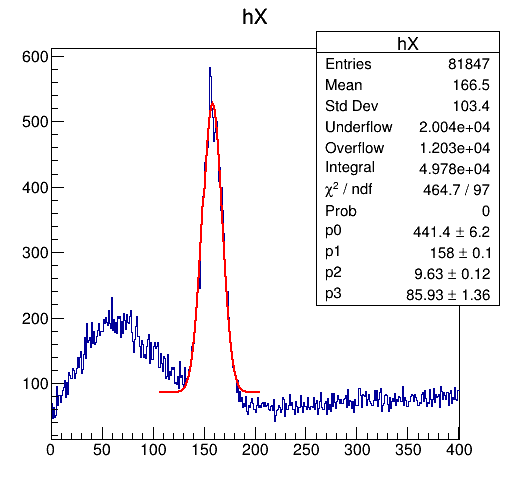 hX
hX
Entries 81847
Mean 166.5
Std Dev 103.4
Underflow 2.004e+04
Overflow 1.203e+04
Integral 4.978e+04
χ² / ndf 464.7 / 97
Prob 0
p0 441.4 ± 6.2
p1 158 ± 0.1
p2 9.63 ± 0.12
p3 85.93 ± 1.36
600
500
400
300
200
100
0 50 100 150 200 250 300 350 400